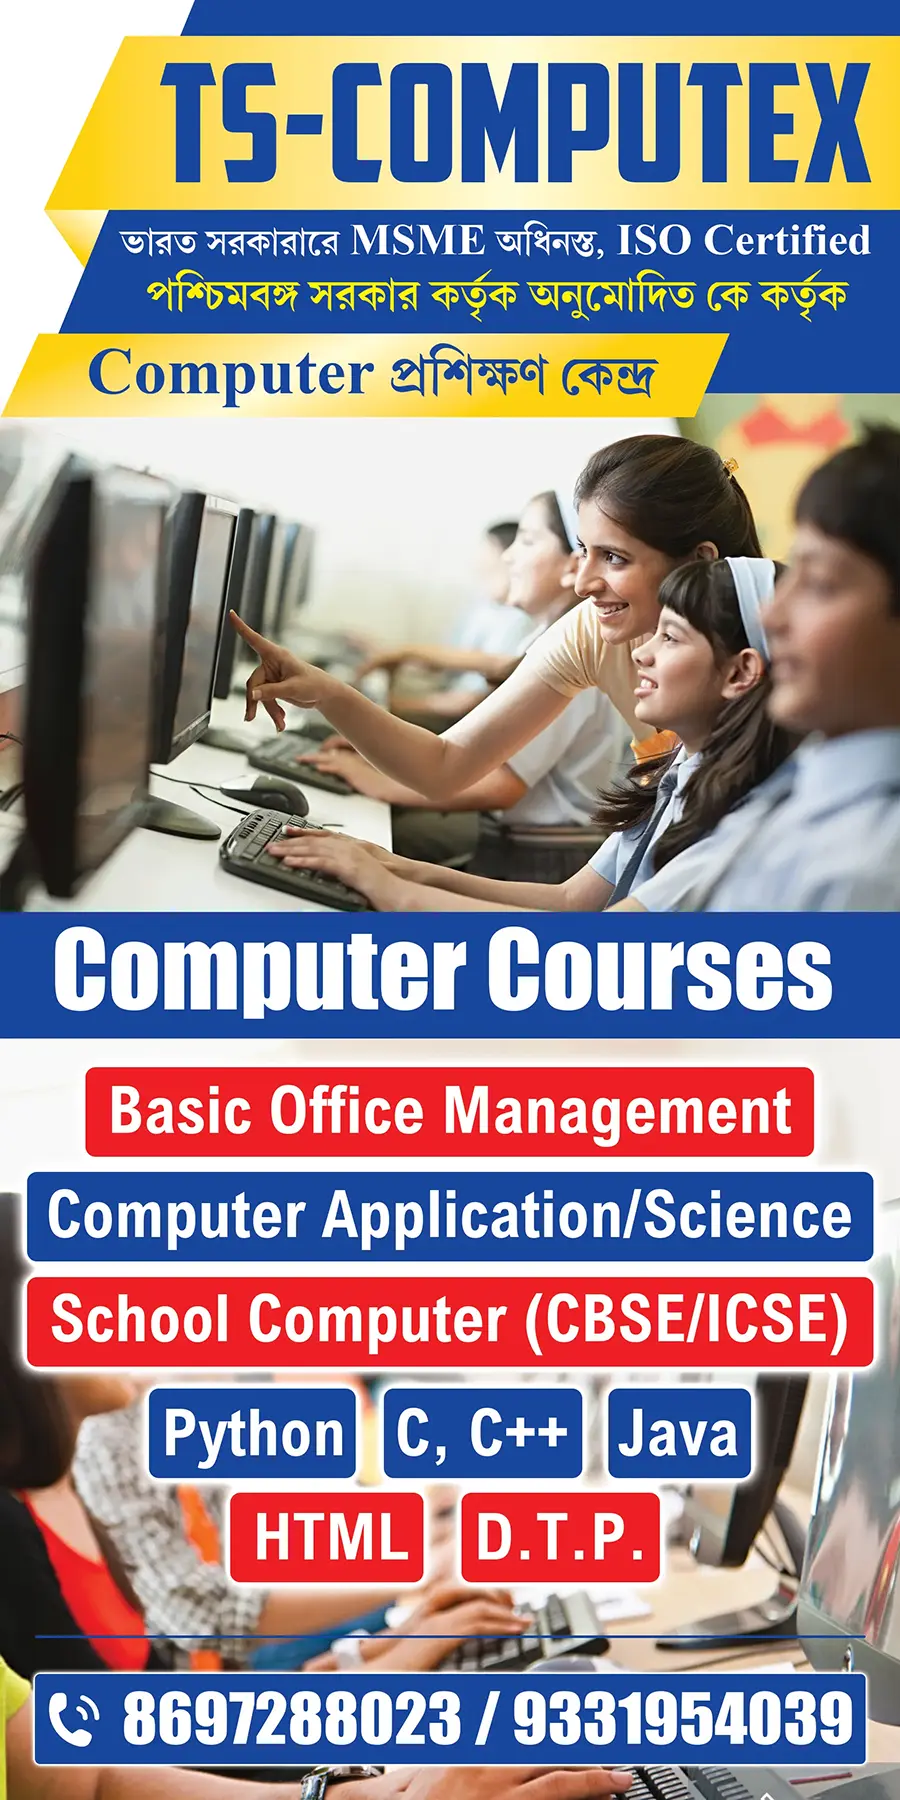 TS-COMPUTEX
ভারত সরকারারে MSME অধিনস্ত, ISO Certified
পশ্চিমবঙ্গ সরকার কর্তৃক অনুমোদিত কে কর্তৃক
Computer প্রশিক্ষণ কেন্দ্র
Computer Courses
Basic Office Management
Computer Application/Science
School Computer (CBSE/ICSE)
Python C, C++ Java
HTML D.T.P.
8697288023 / 9331954039